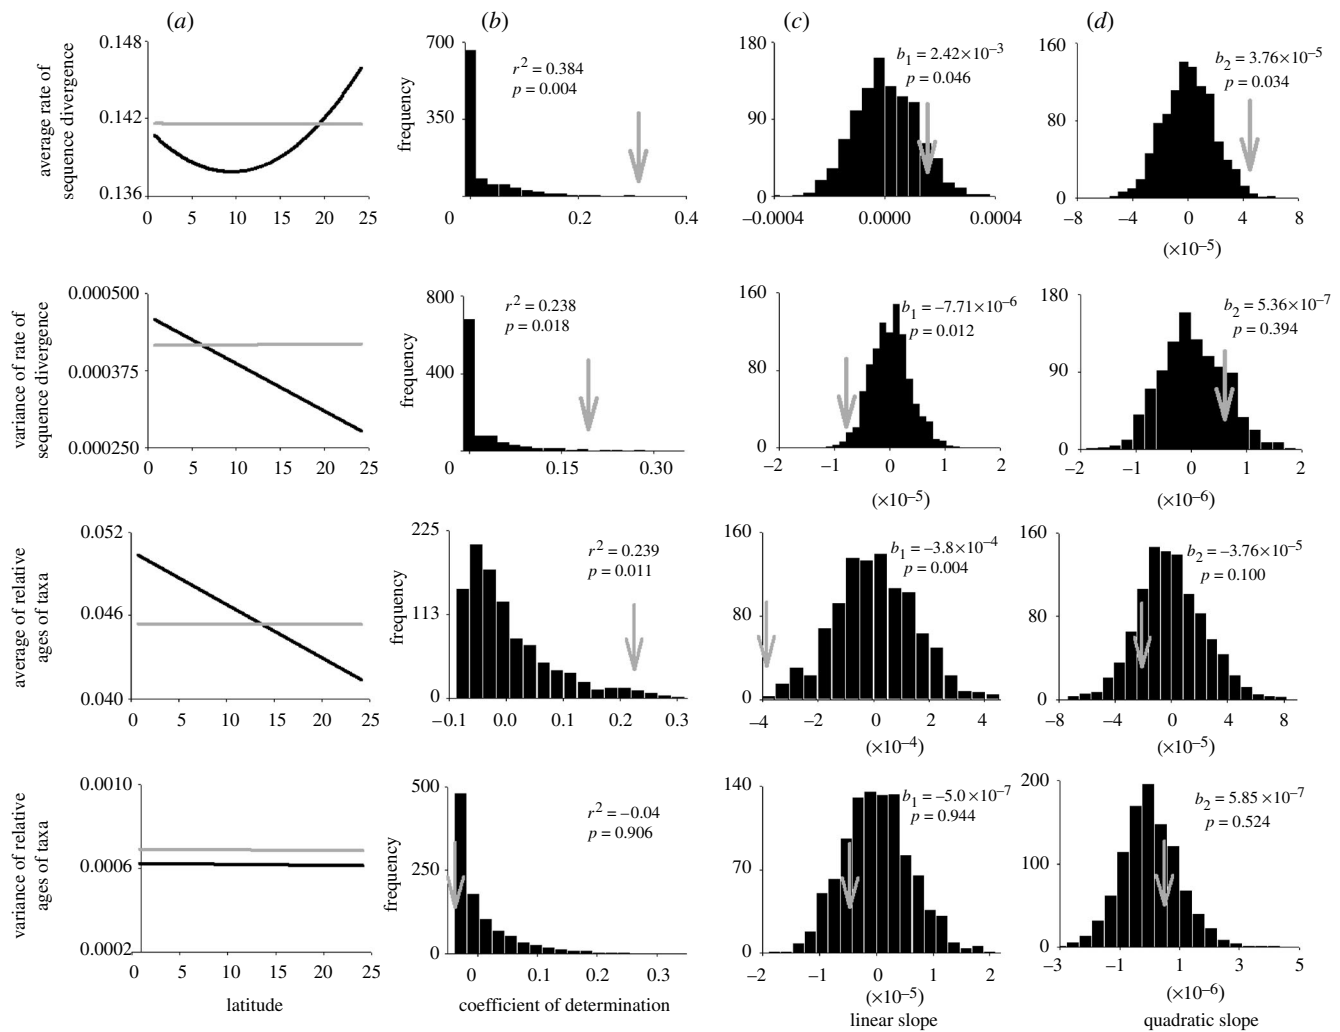 (a) (b) (c) (d)
average rate of
sequence divergence
0.148
0.142
0.136
0 5 10 15 20 25
frequency
700
350
0
r² = 0.384
p = 0.004
0 0.2 0.4
180
90
0
b₁ = 2.42×10⁻³
p = 0.046
−0.0004 0.0000 0.0004
160
80
0
b₂ = 3.76×10⁻⁵
p = 0.034
−8 −4 0 4 8
(×10⁻⁵)
variance of rate of
sequence divergence
0.000500
0.000375
0.000250
0 5 10 15 20 25
frequency
800
400
0
r² = 0.238
p = 0.018
0 0.15 0.30
160
80
0
b₁ = −7.71×10⁻⁶
p = 0.012
−2 −1 0 1 2
(×10⁻⁵)
180
90
0
b₂ = 5.36×10⁻⁷
p = 0.394
−2 −1 0 1 2
(×10⁻⁶)
average of relative
ages of taxa
0.052
0.046
0.040
0 5 10 15 20 25
frequency
225
113
0
r² = 0.239
p = 0.011
−0.1 0.0 0.1 0.2 0.3
160
80
0
b₁ = −3.8×10⁻⁴
p = 0.004
−4 −2 0 2 4
(×10⁻⁴)
160
80
0
b₂ = −3.76×10⁻⁵
p = 0.100
−8 −4 0 4 8
(×10⁻⁵)
variance of relative
ages of taxa
0.0010
0.0006
0.0002
0 5 10 15 20 25
latitude
frequency
500
250
0
r² = −0.04
p = 0.906
0 0.1 0.2 0.3
coefficient of determination
140
70
0
b₁ = −5.0×10⁻⁷
p = 0.944
−1 0 1 2
(×10⁻⁵)
linear slope
200
100
0
b₂ = 5.85 ×10⁻⁷
p = 0.524
−3 −1 1 3 5
(×10⁻⁶)
quadratic slope